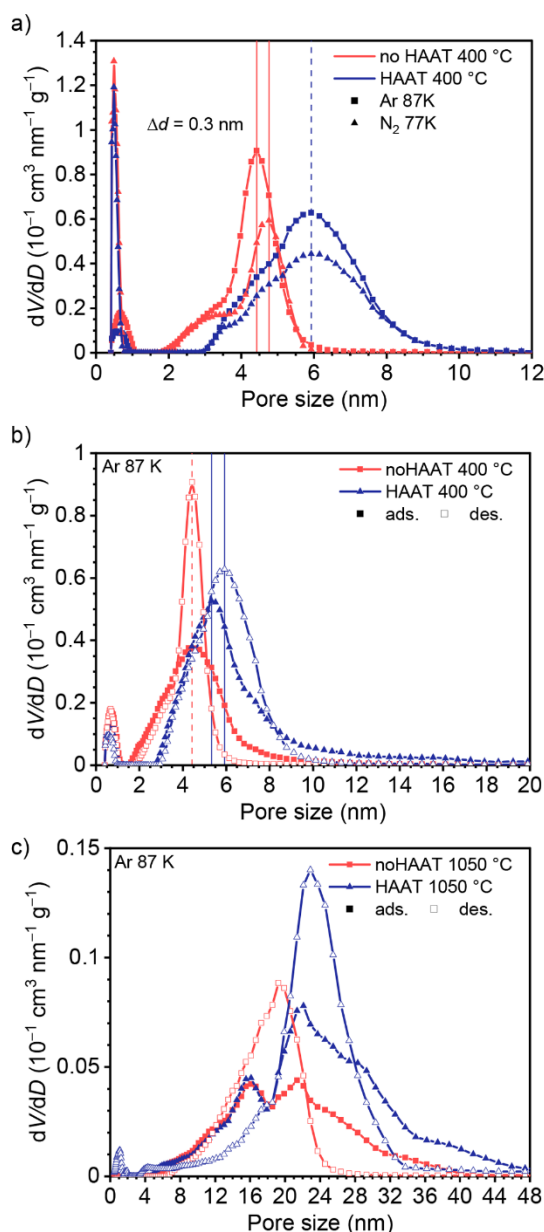 a)
dV/dD (10⁻¹ cm³ nm⁻¹ g⁻¹)
1.4
1.2
1
0.8
0.6
0.4
0.2
0
Δd = 0.3 nm
no HAAT 400 °C
HAAT 400 °C
Ar 87K
N₂ 77K
0 2 4 6 8 10 12
Pore size (nm)
b)
dV/dD (10⁻¹ cm³ nm⁻¹ g⁻¹)
1
0.8
0.6
0.4
0.2
0
Ar 87 K
noHAAT 400 °C
HAAT 400 °C
ads. des.
0 2 4 6 8 10 12 14 16 18 20
Pore size (nm)
c)
dV/dD (10⁻¹ cm³ nm⁻¹ g⁻¹)
0.15
0.1
0.05
0
Ar 87 K
noHAAT 1050 °C
HAAT 1050 °C
ads. des.
0 4 8 12 16 20 24 28 32 36 40 44 48
Pore size (nm)